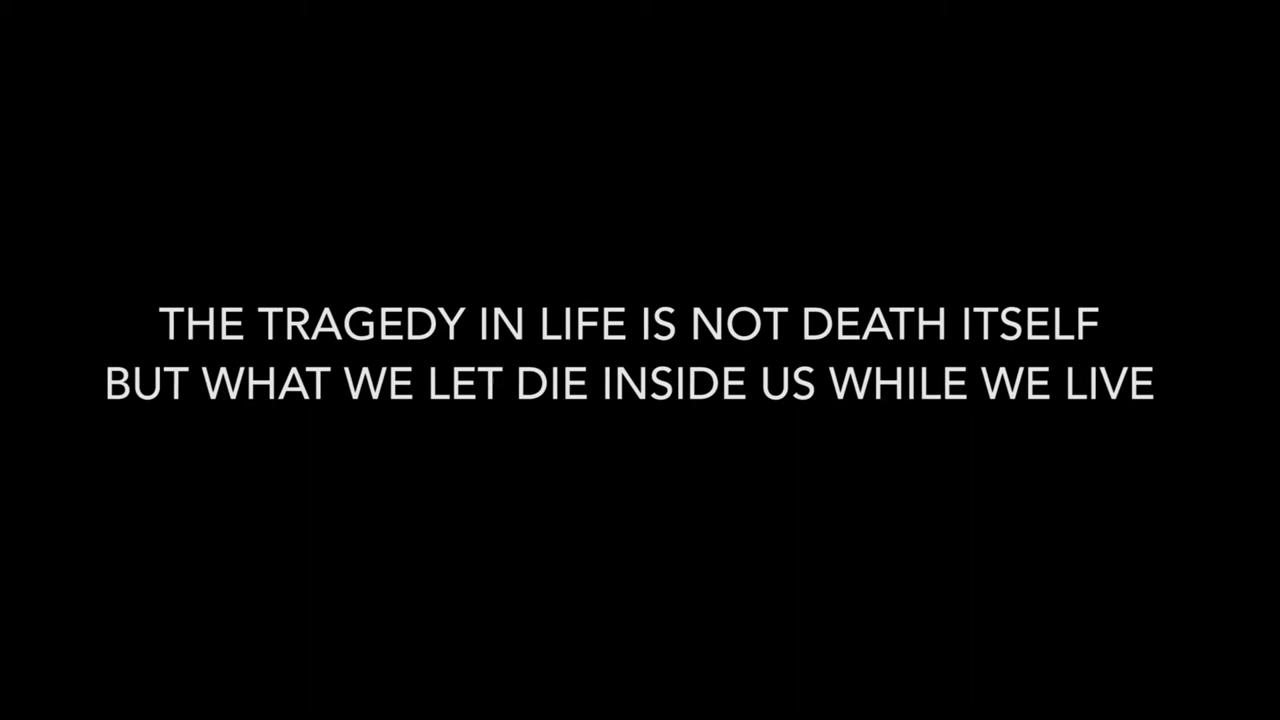 THE TRAGEDY IN LIFE IS NOT DEATH ITSELF
BUT WHAT WE LET DIE INSIDE US WHILE WE LIVE